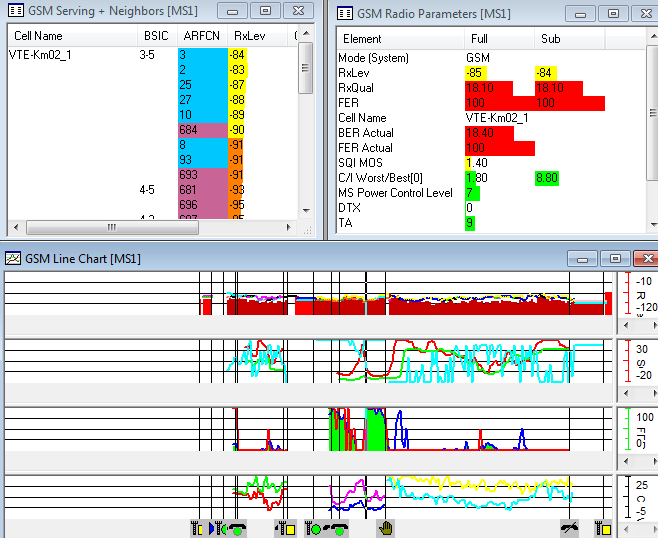 GSM Serving + Neighbors [MS1]
Cell Name BSIC ARFCN RxLev
VTE-Km02_1 3-5 3 -84
2 -83
25 -87
27 -88
10 -89
684 -90
8 -91
93 -91
693 -91
4-5 681 -93
696 -95
GSM Radio Parameters [MS1]
Element Full Sub
Mode (System) GSM
RxLev -85 -84
RxQual 18.10 18.10
FER 100 100
Cell Name VTE-Km02_1
BER Actual 18.40
FER Actual 100
SQI MOS 1.40
C/I Worst/Best[0] 1.80 8.80
MS Power Control Level 7
DTX 0
TA 9
GSM Line Chart [MS1]
-10
-120
30
-20
100
0
25
C
-5